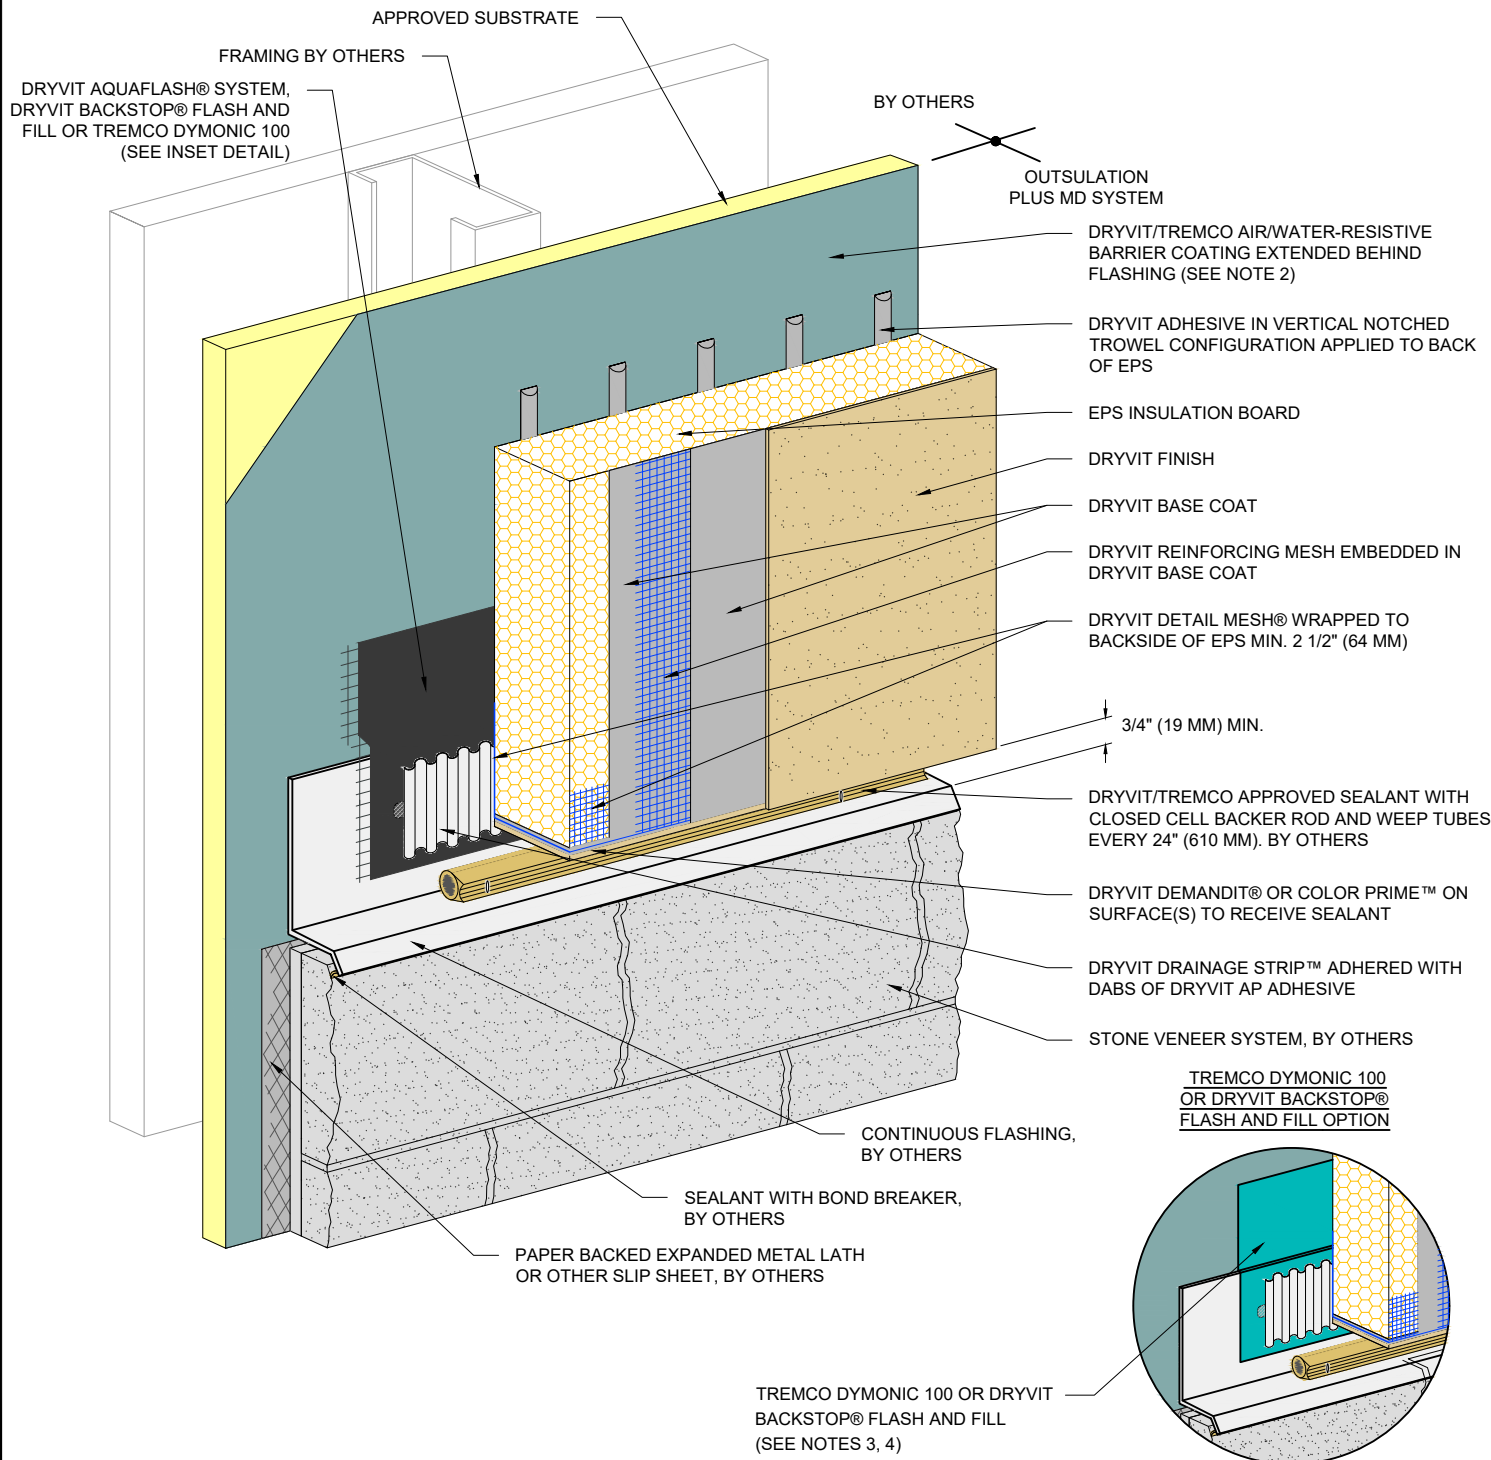 APPROVED SUBSTRATE
FRAMING BY OTHERS
DRYVIT AQUAFLASH® SYSTEM,
DRYVIT BACKSTOP® FLASH AND
FILL OR TREMCO DYMONIC 100
(SEE INSET DETAIL)
BY OTHERS
OUTSULATION
PLUS MD SYSTEM
DRYVIT/TREMCO AIR/WATER-RESISTIVE
BARRIER COATING EXTENDED BEHIND
FLASHING (SEE NOTE 2)
DRYVIT ADHESIVE IN VERTICAL NOTCHED
TROWEL CONFIGURATION APPLIED TO BACK
OF EPS
EPS INSULATION BOARD
DRYVIT FINISH
DRYVIT BASE COAT
DRYVIT REINFORCING MESH EMBEDDED IN
DRYVIT BASE COAT
DRYVIT DETAIL MESH® WRAPPED TO
BACKSIDE OF EPS MIN. 2 1/2" (64 MM)
3/4" (19 MM) MIN.
DRYVIT/TREMCO APPROVED SEALANT WITH
CLOSED CELL BACKER ROD AND WEEP TUBES
EVERY 24" (610 MM). BY OTHERS
DRYVIT DEMANDIT® OR COLOR PRIME™ ON
SURFACE(S) TO RECEIVE SEALANT
DRYVIT DRAINAGE STRIP™ ADHERED WITH
DABS OF DRYVIT AP ADHESIVE
STONE VENEER SYSTEM, BY OTHERS
TREMCO DYMONIC 100
OR DRYVIT BACKSTOP®
FLASH AND FILL OPTION
CONTINUOUS FLASHING,
BY OTHERS
SEALANT WITH BOND BREAKER,
BY OTHERS
PAPER BACKED EXPANDED METAL LATH
OR OTHER SLIP SHEET, BY OTHERS
TREMCO DYMONIC 100 OR DRYVIT
BACKSTOP® FLASH AND FILL
(SEE NOTES 3, 4)